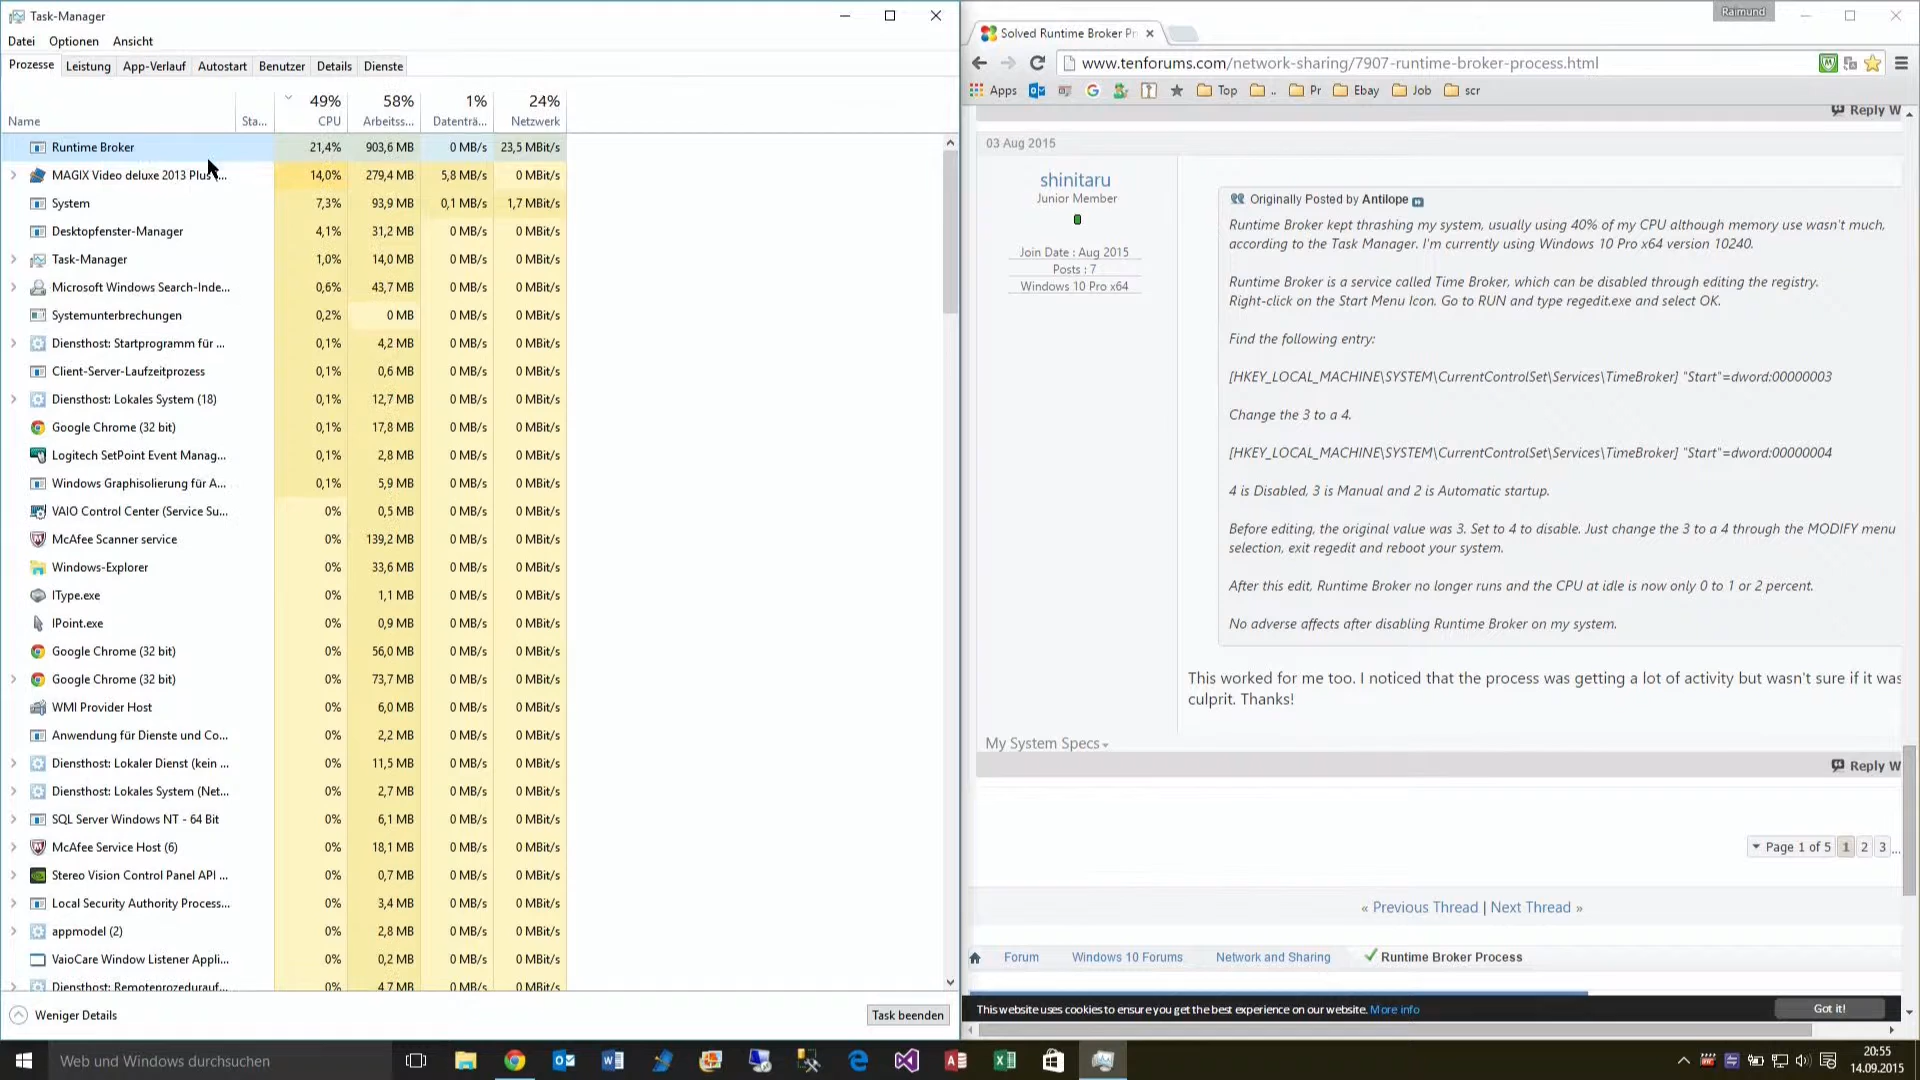 Task-Manager
Datei Optionen Ansicht
Prozesse Leistung App-Verlauf Autostart Benutzer Details Dienste
49% 58% 1% 24%
Name Sta... CPU Arbeitss... Datenträ... Netzwerk
Runtime Broker 21,4% 903,6 MB 0 MB/s 23,5 MBit/s
MAGIX Video deluxe 2013 Plus ... 14,0% 279,4 MB 5,8 MB/s 0 MBit/s
System 7,3% 93,9 MB 0,1 MB/s 1,7 MBit/s
Desktopfenster-Manager 4,1% 31,2 MB 0 MB/s 0 MBit/s
Task-Manager 1,0% 14,0 MB 0 MB/s 0 MBit/s
Microsoft Windows Search-Inde... 0,6% 43,7 MB 0 MB/s 0 MBit/s
Systemunterbrechungen 0,2% 0 MB 0 MB/s 0 MBit/s
Diensthost: Startprogramm für ... 0,1% 4,2 MB 0 MB/s 0 MBit/s
Client-Server-Laufzeitprozess 0,1% 0,6 MB 0 MB/s 0 MBit/s
Diensthost: Lokales System (18) 0,1% 12,7 MB 0 MB/s 0 MBit/s
Google Chrome (32 bit) 0,1% 17,8 MB 0 MB/s 0 MBit/s
Logitech SetPoint Event Manag... 0,1% 2,8 MB 0 MB/s 0 MBit/s
Windows Graphisolierung für A... 0,1% 5,9 MB 0 MB/s 0 MBit/s
VAIO Control Center (Service Su... 0% 0,5 MB 0 MB/s 0 MBit/s
McAfee Scanner service 0% 139,2 MB 0 MB/s 0 MBit/s
Windows-Explorer 0% 33,6 MB 0 MB/s 0 MBit/s
IType.exe 0% 1,1 MB 0 MB/s 0 MBit/s
IPoint.exe 0% 0,9 MB 0 MB/s 0 MBit/s
Google Chrome (32 bit) 0% 56,0 MB 0 MB/s 0 MBit/s
Google Chrome (32 bit) 0% 73,7 MB 0 MB/s 0 MBit/s
WMI Provider Host 0% 6,0 MB 0 MB/s 0 MBit/s
Anwendung für Dienste und Co... 0% 2,2 MB 0 MB/s 0 MBit/s
Diensthost: Lokaler Dienst (kein ... 0% 11,5 MB 0 MB/s 0 MBit/s
Diensthost: Lokales System (Net... 0% 2,7 MB 0 MB/s 0 MBit/s
SQL Server Windows NT - 64 Bit 0% 6,1 MB 0 MB/s 0 MBit/s
McAfee Service Host (6) 0% 18,1 MB 0 MB/s 0 MBit/s
Stereo Vision Control Panel API ... 0% 0,7 MB 0 MB/s 0 MBit/s
Local Security Authority Process... 0% 3,4 MB 0 MB/s 0 MBit/s
appmodel (2) 0% 2,8 MB 0 MB/s 0 MBit/s
VaioCare Window Listener Appli... 0% 0,2 MB 0 MB/s 0 MBit/s
Diensthost: Remoteprozeduraufr... 0% 4,7 MB 0 MB/s 0 MBit/s
Weniger Details Task beenden
Raimund
Solved Runtime Broker Pr
www.tenforums.com/network-sharing/7907-runtime-broker-process.html
Apps Top .. Pr Ebay Job scr
Reply W
03 Aug 2015
shinitaru
Junior Member
Join Date : Aug 2015
Posts : 7
Windows 10 Pro x64
Originally Posted by Antilope
Runtime Broker kept thrashing my system, usually using 40% of my CPU although memory use wasn't much,
according to the Task Manager. I'm currently using Windows 10 Pro x64 version 10240.
Runtime Broker is a service called Time Broker, which can be disabled through editing the registry.
Right-click on the Start Menu Icon. Go to RUN and type regedit.exe and select OK.
Find the following entry:
[HKEY_LOCAL_MACHINE\SYSTEM\CurrentControlSet\Services\TimeBroker] "Start"=dword:00000003
Change the 3 to a 4.
[HKEY_LOCAL_MACHINE\SYSTEM\CurrentControlSet\Services\TimeBroker] "Start"=dword:00000004
4 is Disabled, 3 is Manual and 2 is Automatic startup.
Before editing, the original value was 3. Set to 4 to disable. Just change the 3 to a 4 through the MODIFY menu
selection, exit regedit and reboot your system.
After this edit, Runtime Broker no longer runs and the CPU at idle is now only 0 to 1 or 2 percent.
No adverse affects after disabling Runtime Broker on my system.
This worked for me too. I noticed that the process was getting a lot of activity but wasn't sure if it was
culprit. Thanks!
My System Specs
Reply W
Page 1 of 5 1 2 3 ...
« Previous Thread | Next Thread »
Forum Windows 10 Forums Network and Sharing Runtime Broker Process
This website uses cookies to ensure you get the best experience on our website. More info Got it!
Web und Windows durchsuchen
20:55
14.09.2015